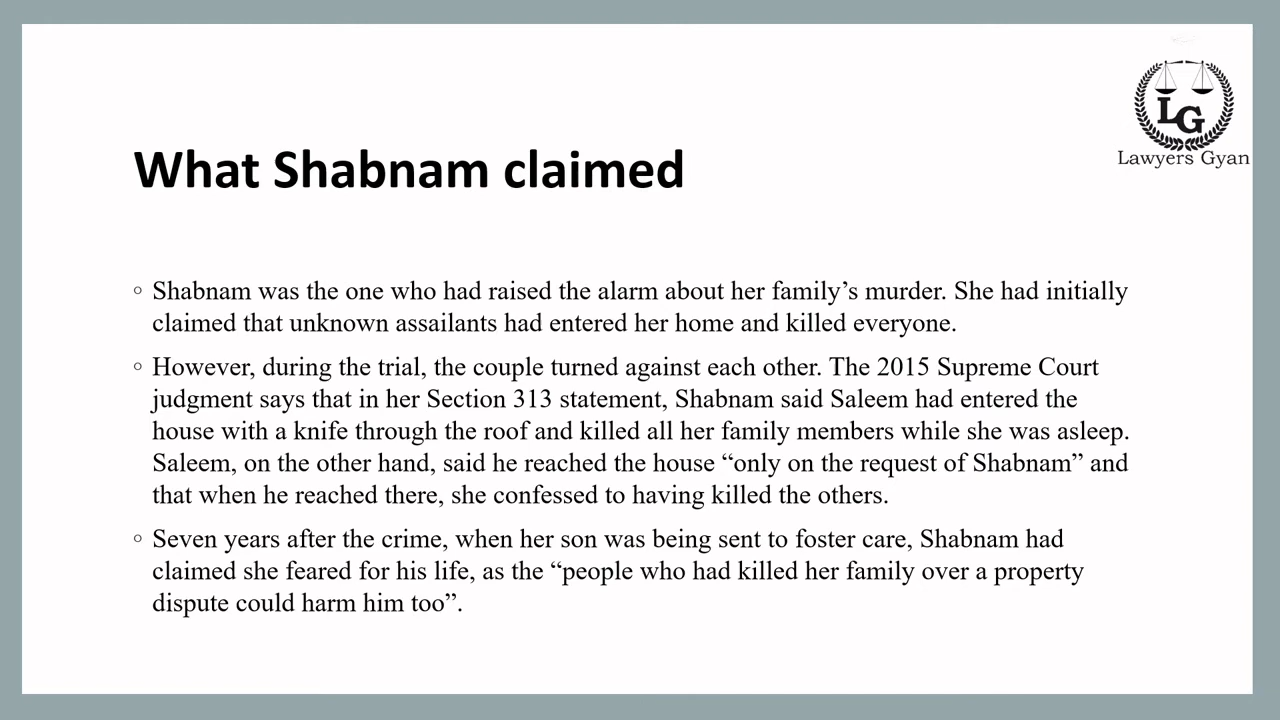 LG
Lawyers Gyan
What Shabnam claimed
◦ Shabnam was the one who had raised the alarm about her family’s murder. She had initially
claimed that unknown assailants had entered her home and killed everyone.
◦ However, during the trial, the couple turned against each other. The 2015 Supreme Court
judgment says that in her Section 313 statement, Shabnam said Saleem had entered the
house with a knife through the roof and killed all her family members while she was asleep.
Saleem, on the other hand, said he reached the house “only on the request of Shabnam” and
that when he reached there, she confessed to having killed the others.
◦ Seven years after the crime, when her son was being sent to foster care, Shabnam had
claimed she feared for his life, as the “people who had killed her family over a property
dispute could harm him too”.